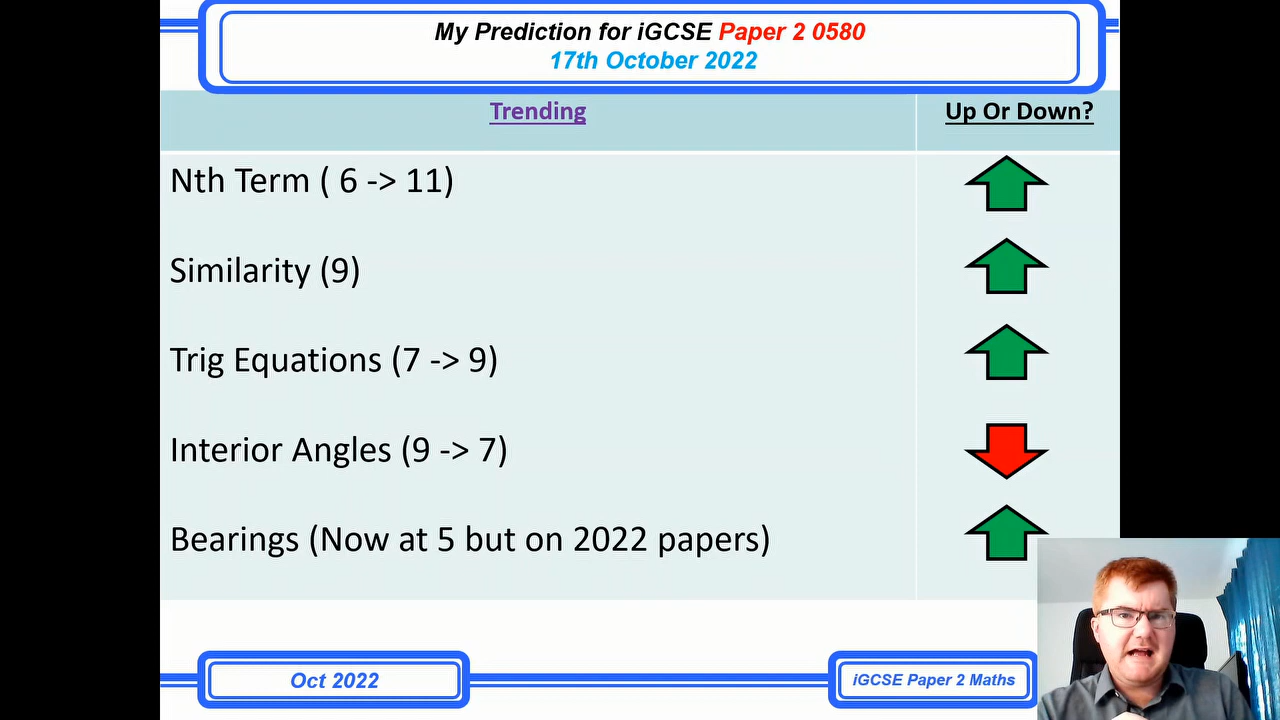 My Prediction for iGCSE Paper 2 0580
17th October 2022
Trending
Up Or Down?
Nth Term ( 6 -> 11)
Similarity (9)
Trig Equations (7 -> 9)
Interior Angles (9 -> 7)
Bearings (Now at 5 but on 2022 papers)
Oct 2022
iGCSE Paper 2 Maths